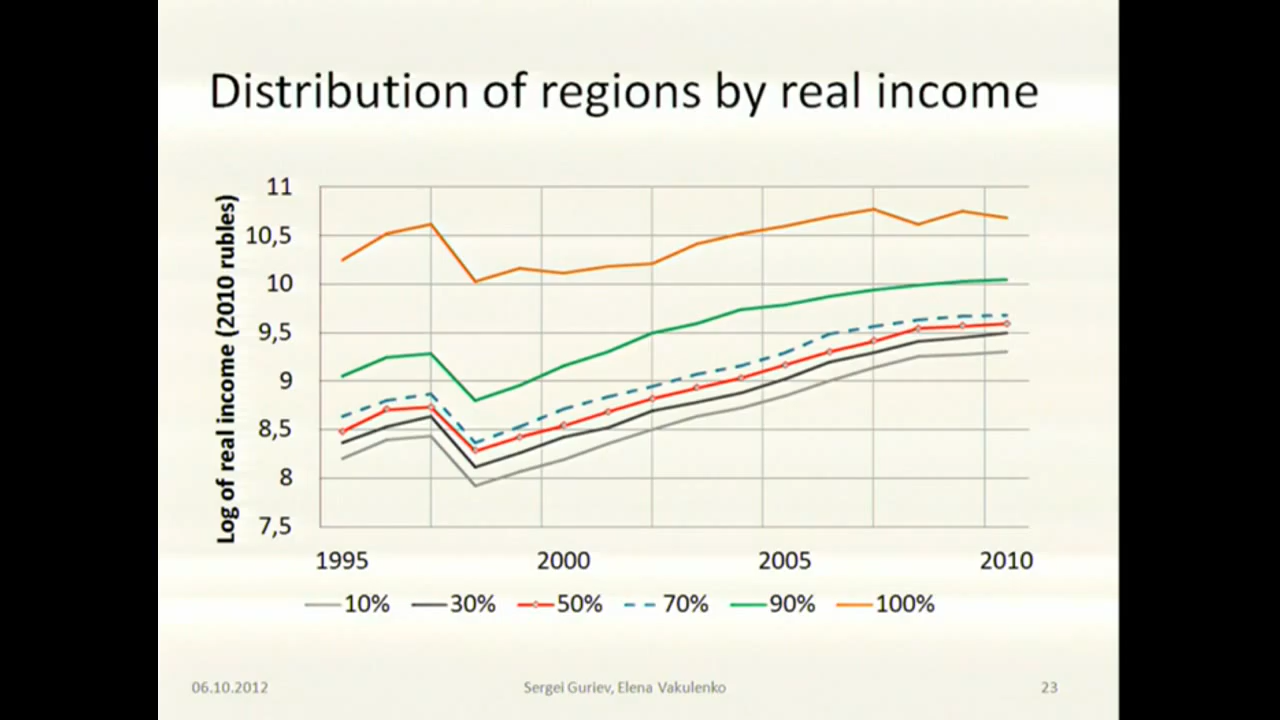 Distribution of regions by real income
Log of real income (2010 rubles)
11
10,5
10
9,5
9
8,5
8
7,5
1995 2000 2005 2010
10% 30% 50% 70% 90% 100%
06.10.2012 Sergei Guriev, Elena Vakulenko 23